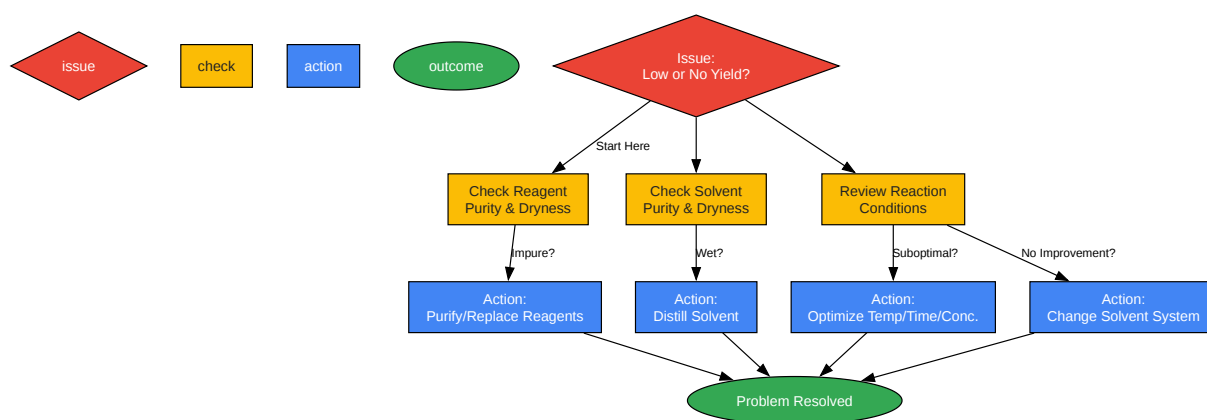 issue
check
action
outcome
Issue:
Low or No Yield?
Start Here
Check Reagent
Purity & Dryness
Check Solvent
Purity & Dryness
Review Reaction
Conditions
Impure?
Wet?
Suboptimal?
No Improvement?
Action:
Purify/Replace Reagents
Action:
Distill Solvent
Action:
Optimize Temp/Time/Conc.
Action:
Change Solvent System
Problem Resolved